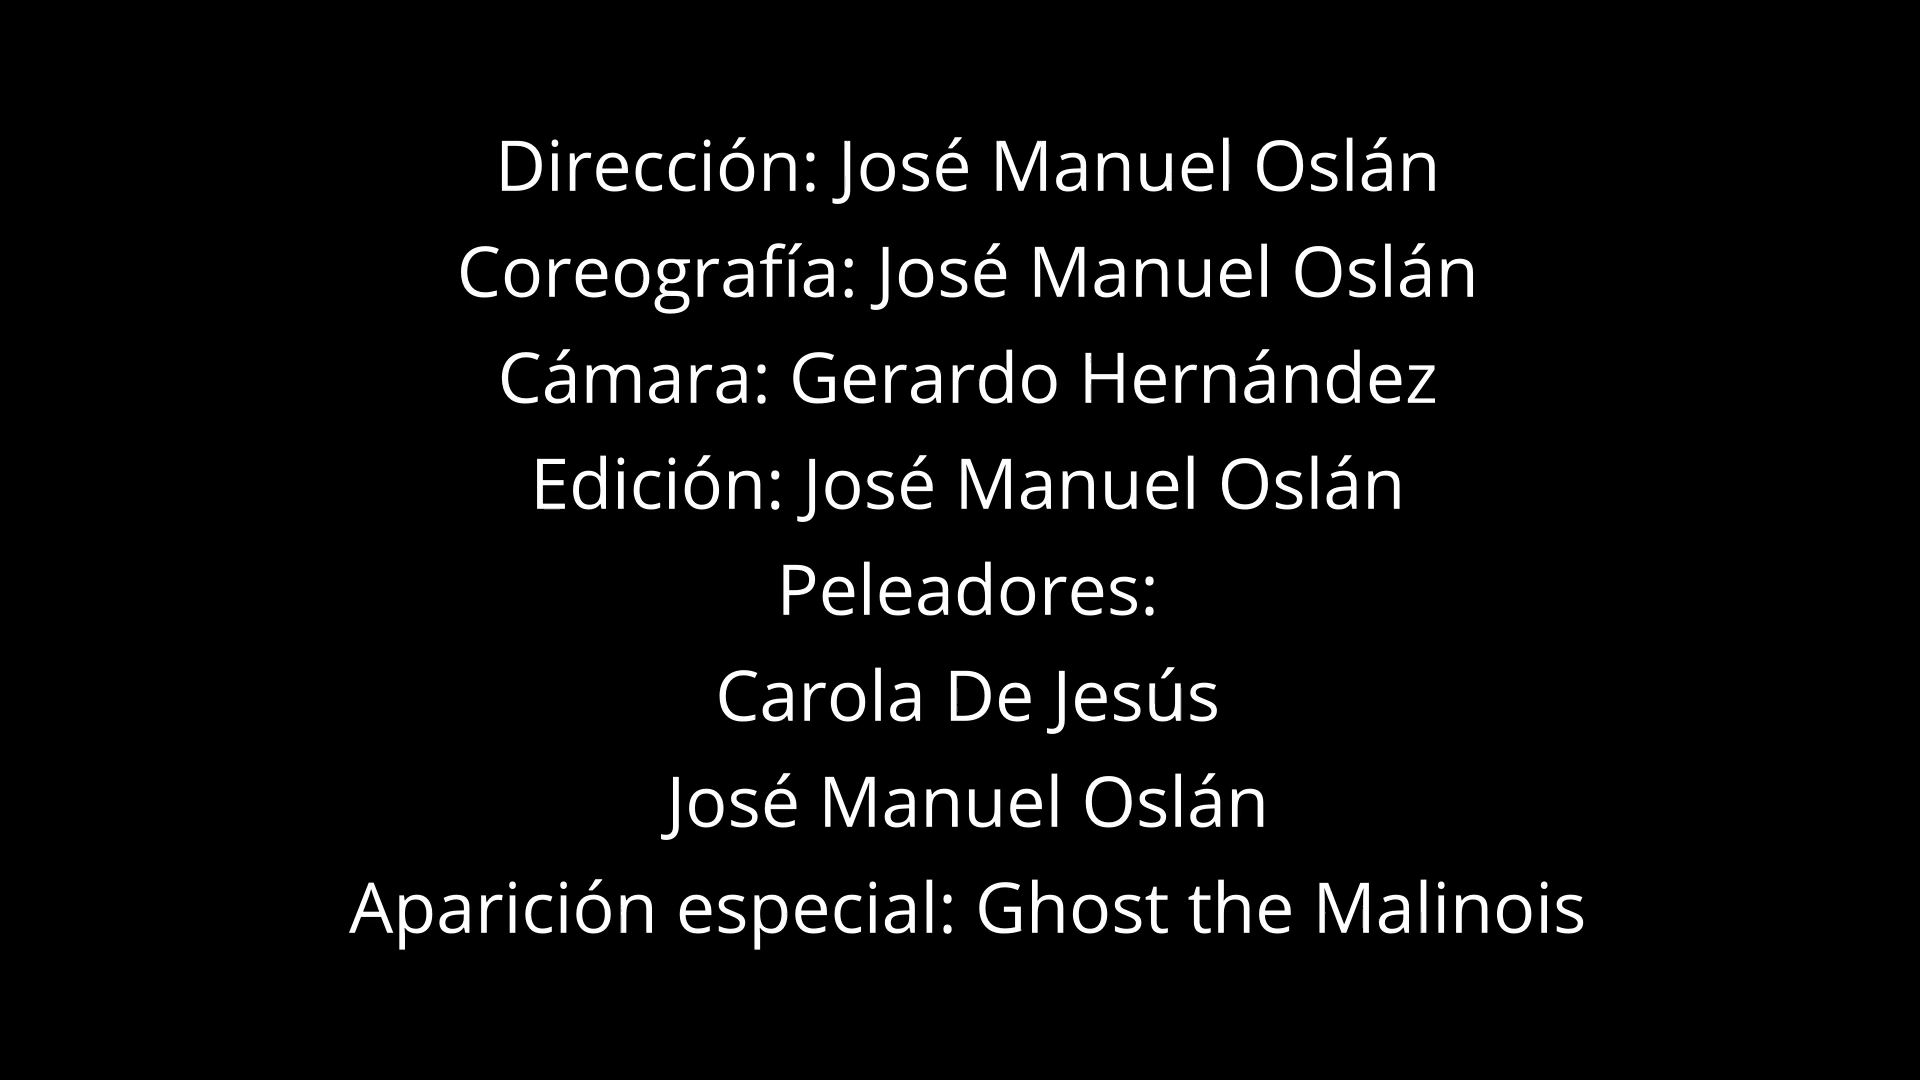 Dirección: José Manuel Oslán
Coreografía: José Manuel Oslán
Cámara: Gerardo Hernández
Edición: José Manuel Oslán
Peleadores:
Carola De Jesús
José Manuel Oslán
Aparición especial: Ghost the Malinois